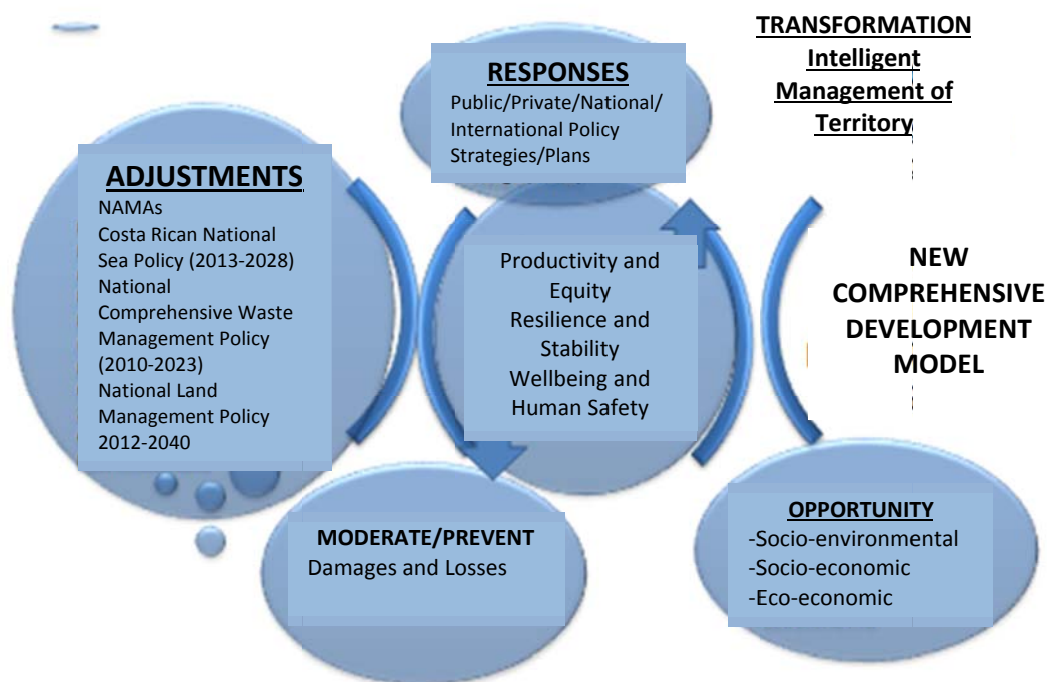 TRANSFORMATION
Intelligent
Management of
Territory
RESPONSES
Public/Private/National/
International Policy
Strategies/Plans
ADJUSTMENTS
NAMAs
Costa Rican National
Sea Policy (2013-2028)
National
Comprehensive Waste
Management Policy
(2010-2023)
National Land
Management Policy
2012-2040
Productivity and
Equity
Resilience and
Stability
Wellbeing and
Human Safety
NEW
COMPREHENSIVE
DEVELOPMENT
MODEL
MODERATE/PREVENT
Damages and Losses
OPPORTUNITY
-Socio-environmental
-Socio-economic
-Eco-economic